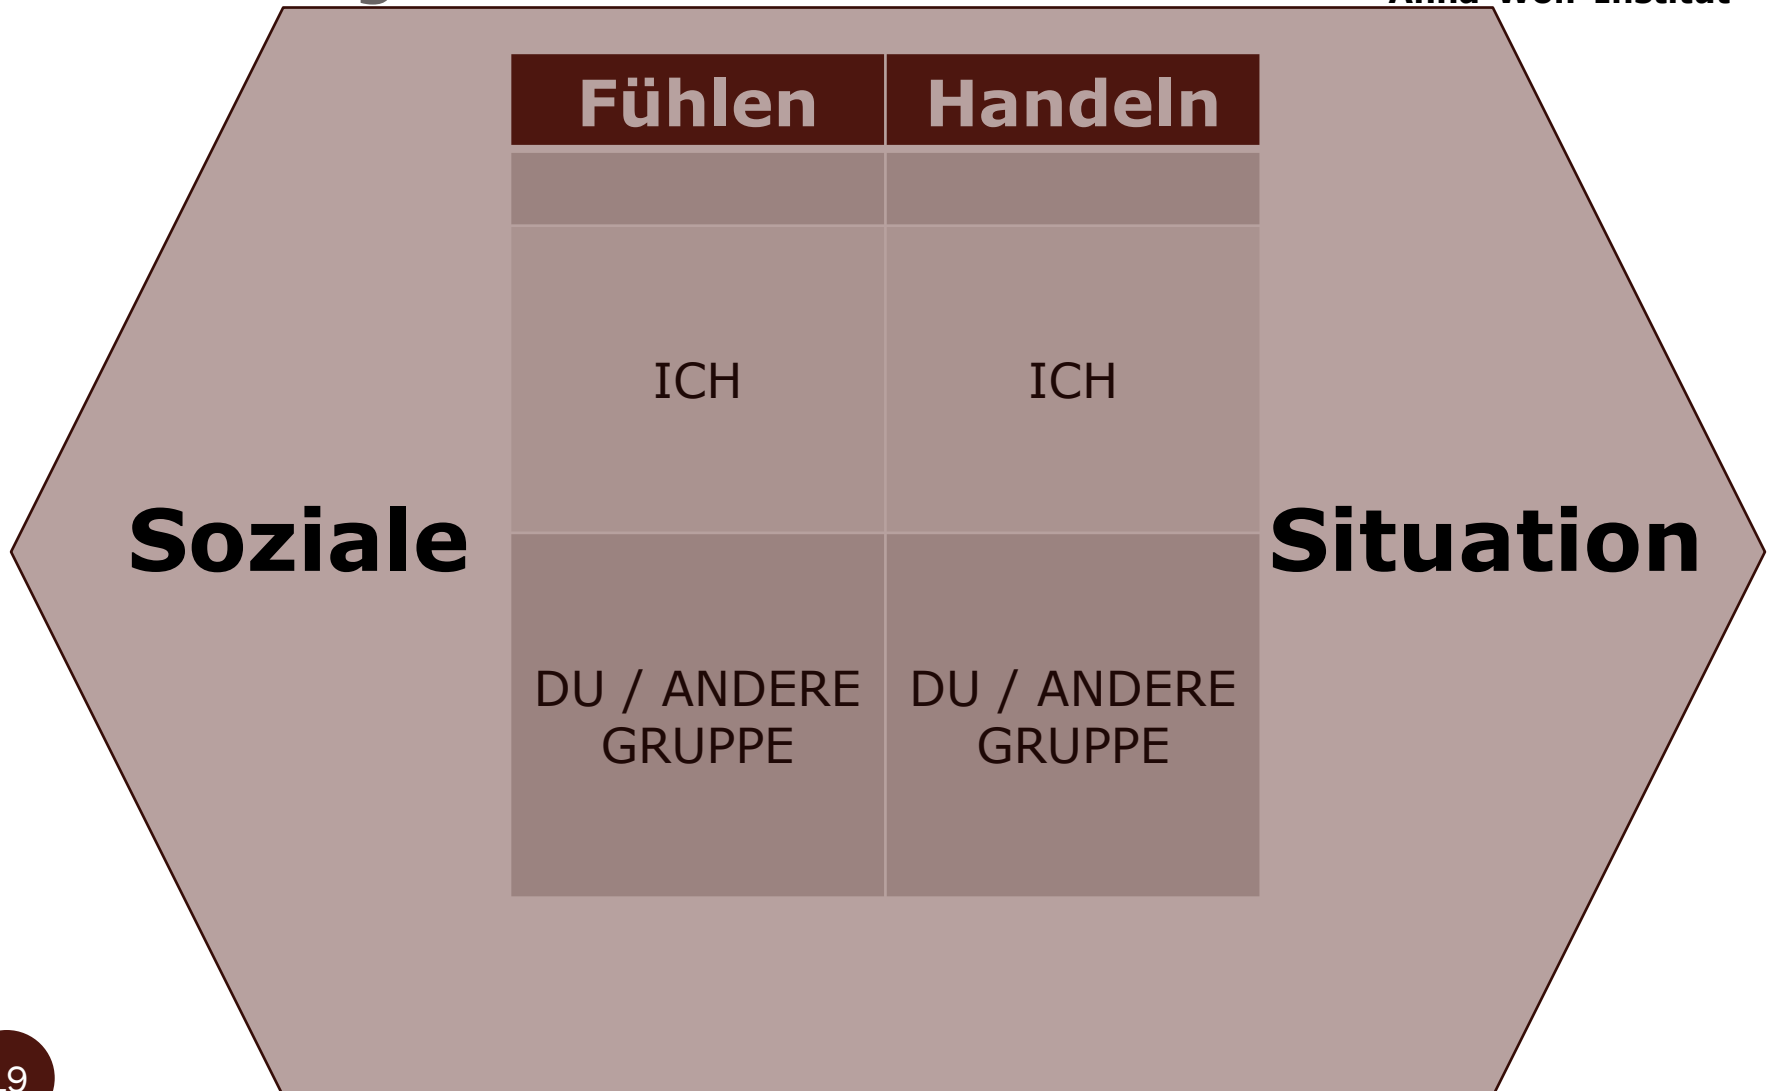 Fühlen Handeln
ICH ICH
Soziale Situation
DU / ANDERE DU / ANDERE
GRUPPE GRUPPE